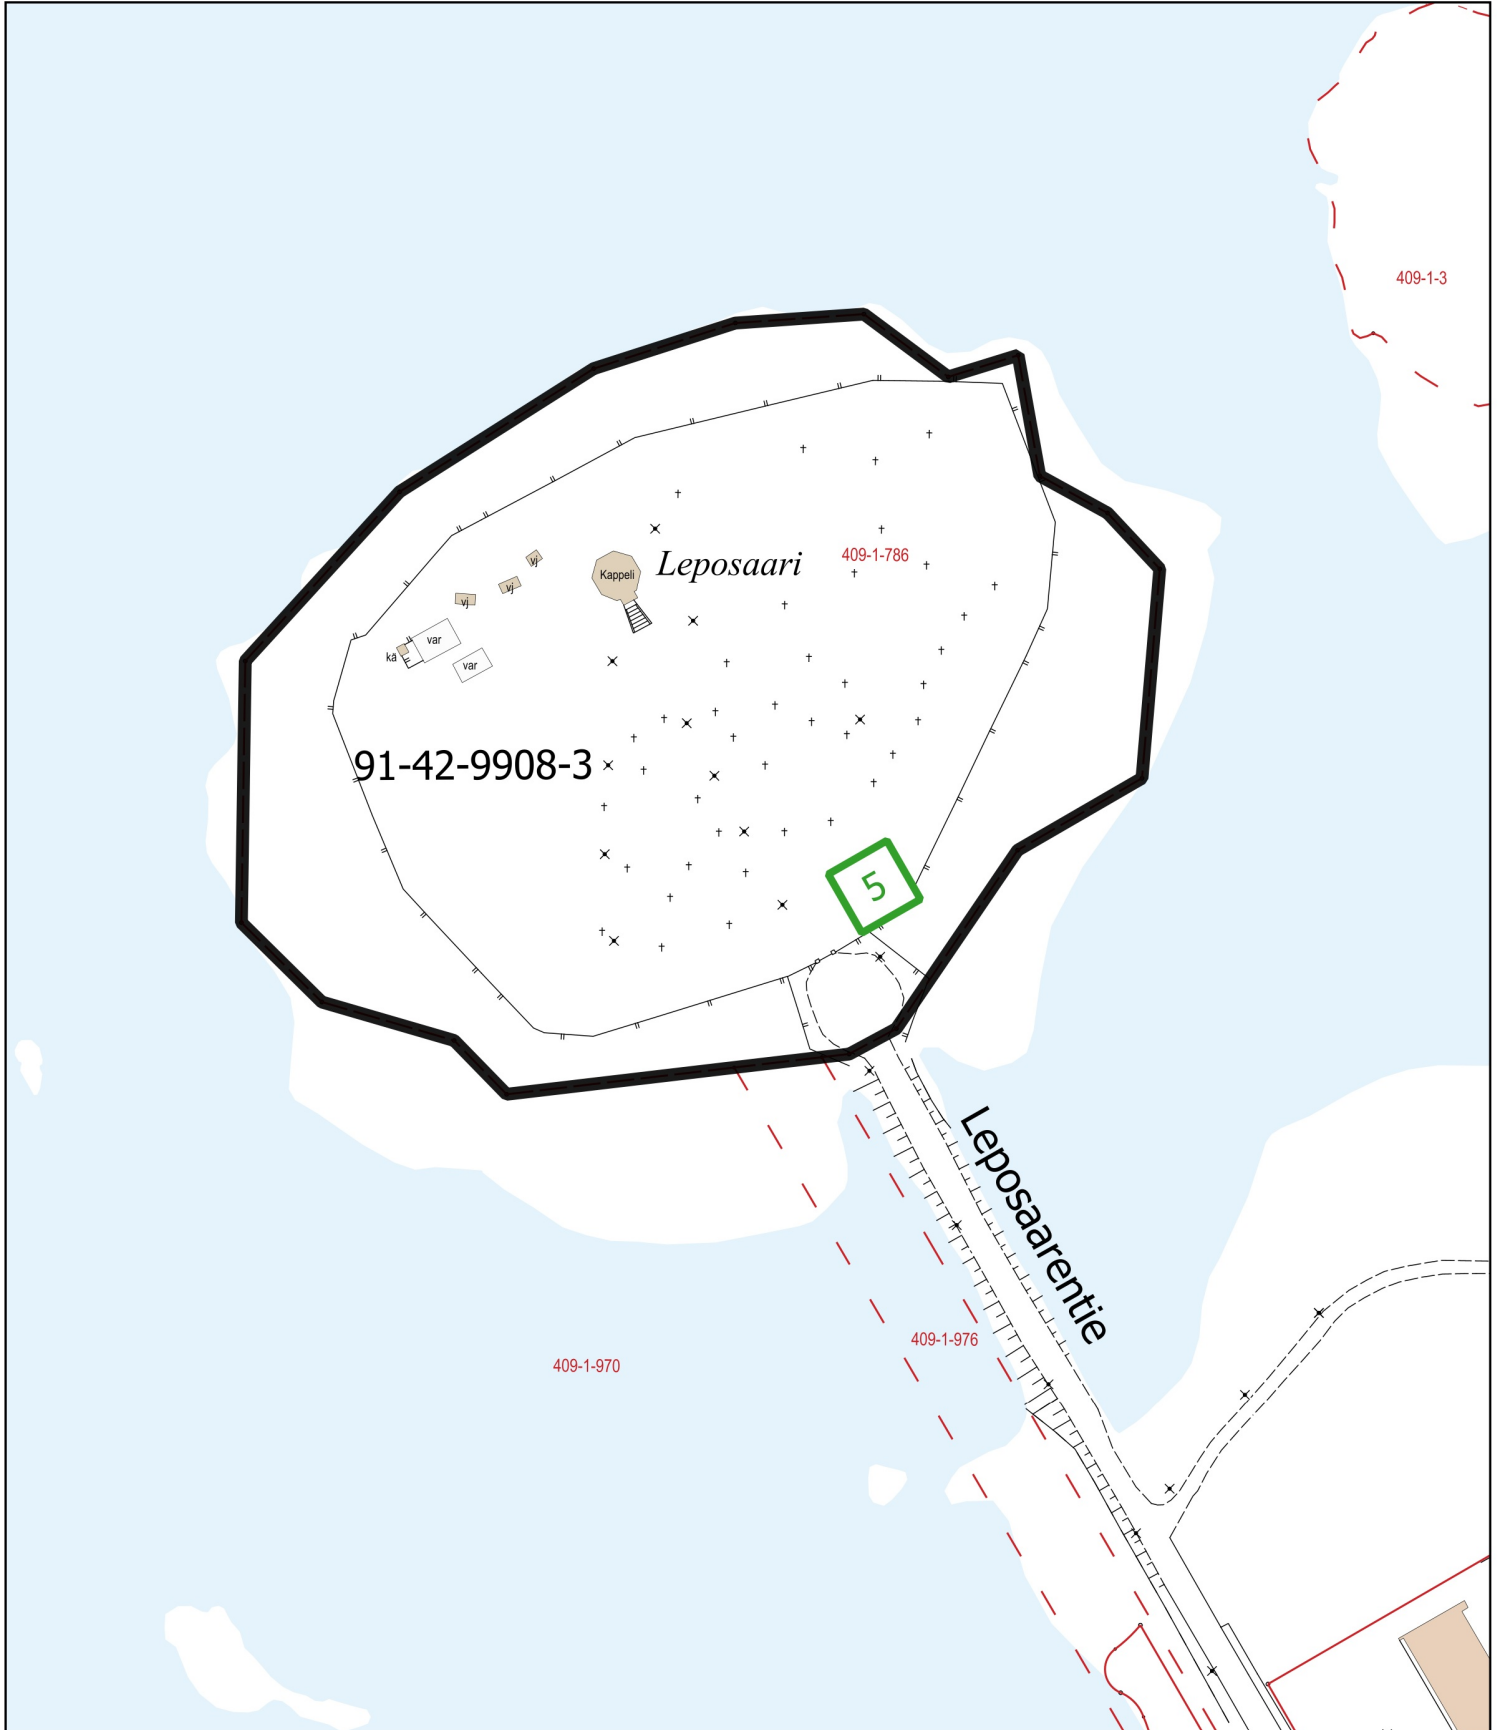 409-1-3
vj
Kappeli
Leposaari
409-1-786
vj
vj
var
kä
var
91-42-9908-3
5
Leposaarentie
409-1-976
409-1-970